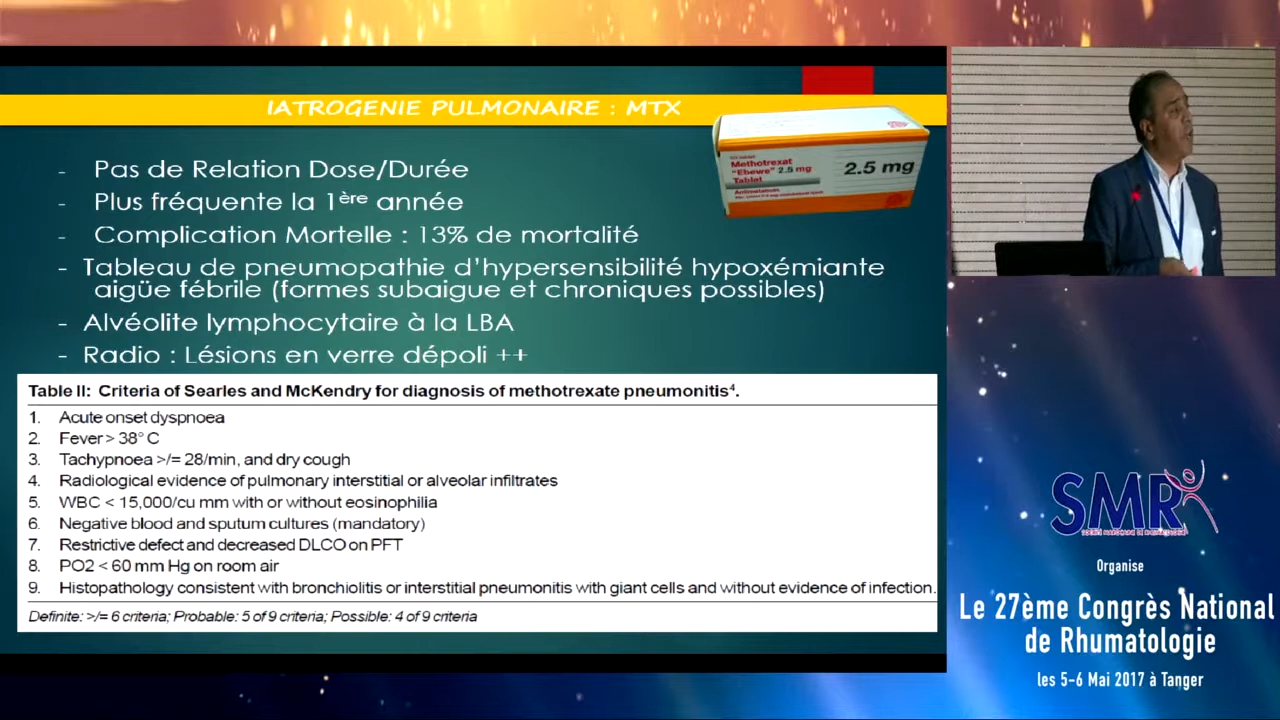 IATROGENIE PULMONAIRE : MTX
Methotrexat
"Ebewe" 2.5 mg
Tablet
2.5 mg
- Pas de Relation Dose/Durée
- Plus fréquente la 1ère année
- Complication Mortelle : 13% de mortalité
- Tableau de pneumopathie d'hypersensibilité hypoxémiante
aigüe fébrile (formes subaigue et chroniques possibles)
- Alvéolite lymphocytaire à la LBA
- Radio : Lésions en verre dépoli ++
Table II: Criteria of Searles and McKendry for diagnosis of methotrexate pneumonitis4.
1. Acute onset dyspnoea
2. Fever > 38° C
3. Tachypnoea >/= 28/min, and dry cough
4. Radiological evidence of pulmonary interstitial or alveolar infiltrates
5. WBC < 15,000/cu mm with or without eosinophilia
6. Negative blood and sputum cultures (mandatory)
7. Restrictive defect and decreased DLCO on PFT
8. PO2 < 60 mm Hg on room air
9. Histopathology consistent with bronchiolitis or interstitial pneumonitis with giant cells and without evidence of infection.
Definite: >/= 6 criteria; Probable: 5 of 9 criteria; Possible: 4 of 9 criteria
SMR
Organise
Le 27ème Congrès National
de Rhumatologie
les 5-6 Mai 2017 à Tanger